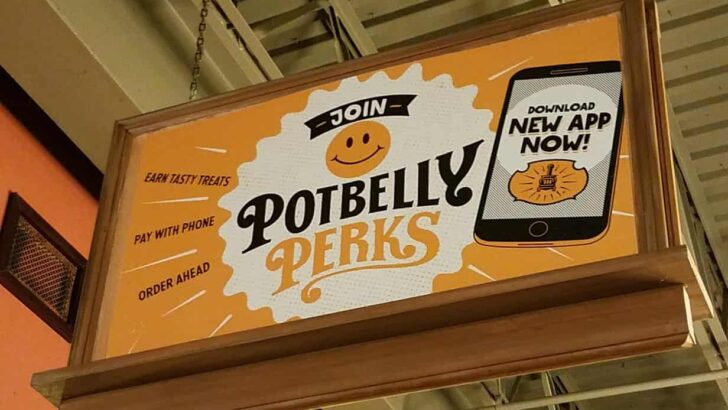 JOIN
POTBELLY
PERKS
EARN TASTY TREATS
PAY WITH PHONE
ORDER AHEAD
DOWNLOAD
NEW APP
NOW!